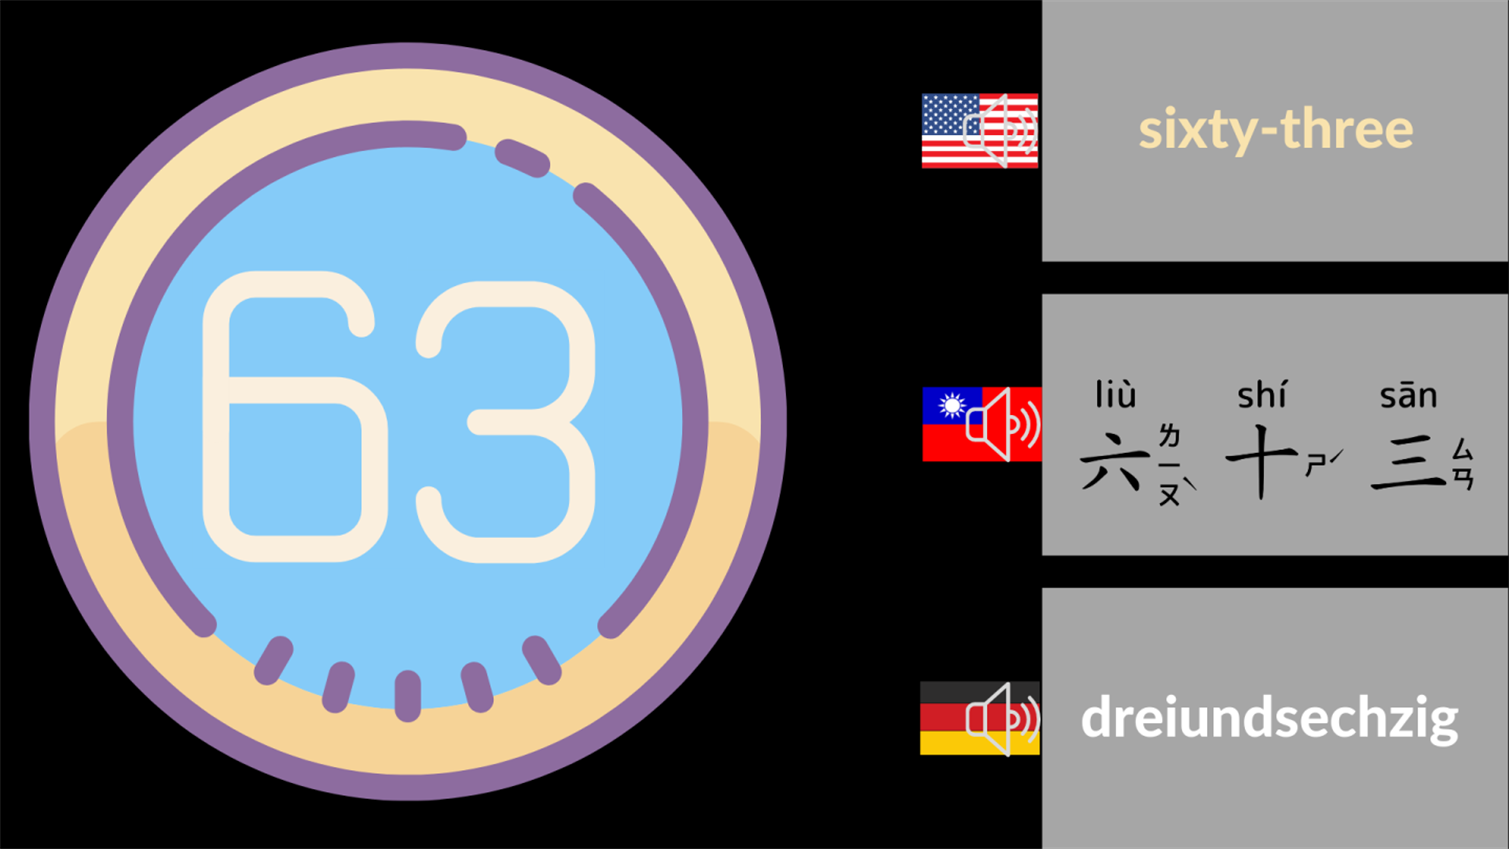 63
sixty-three
liù shí sān
六ㄌㄧㄡˋ 十ㄕˊ 三ㄙㄢ
dreiundsechzig